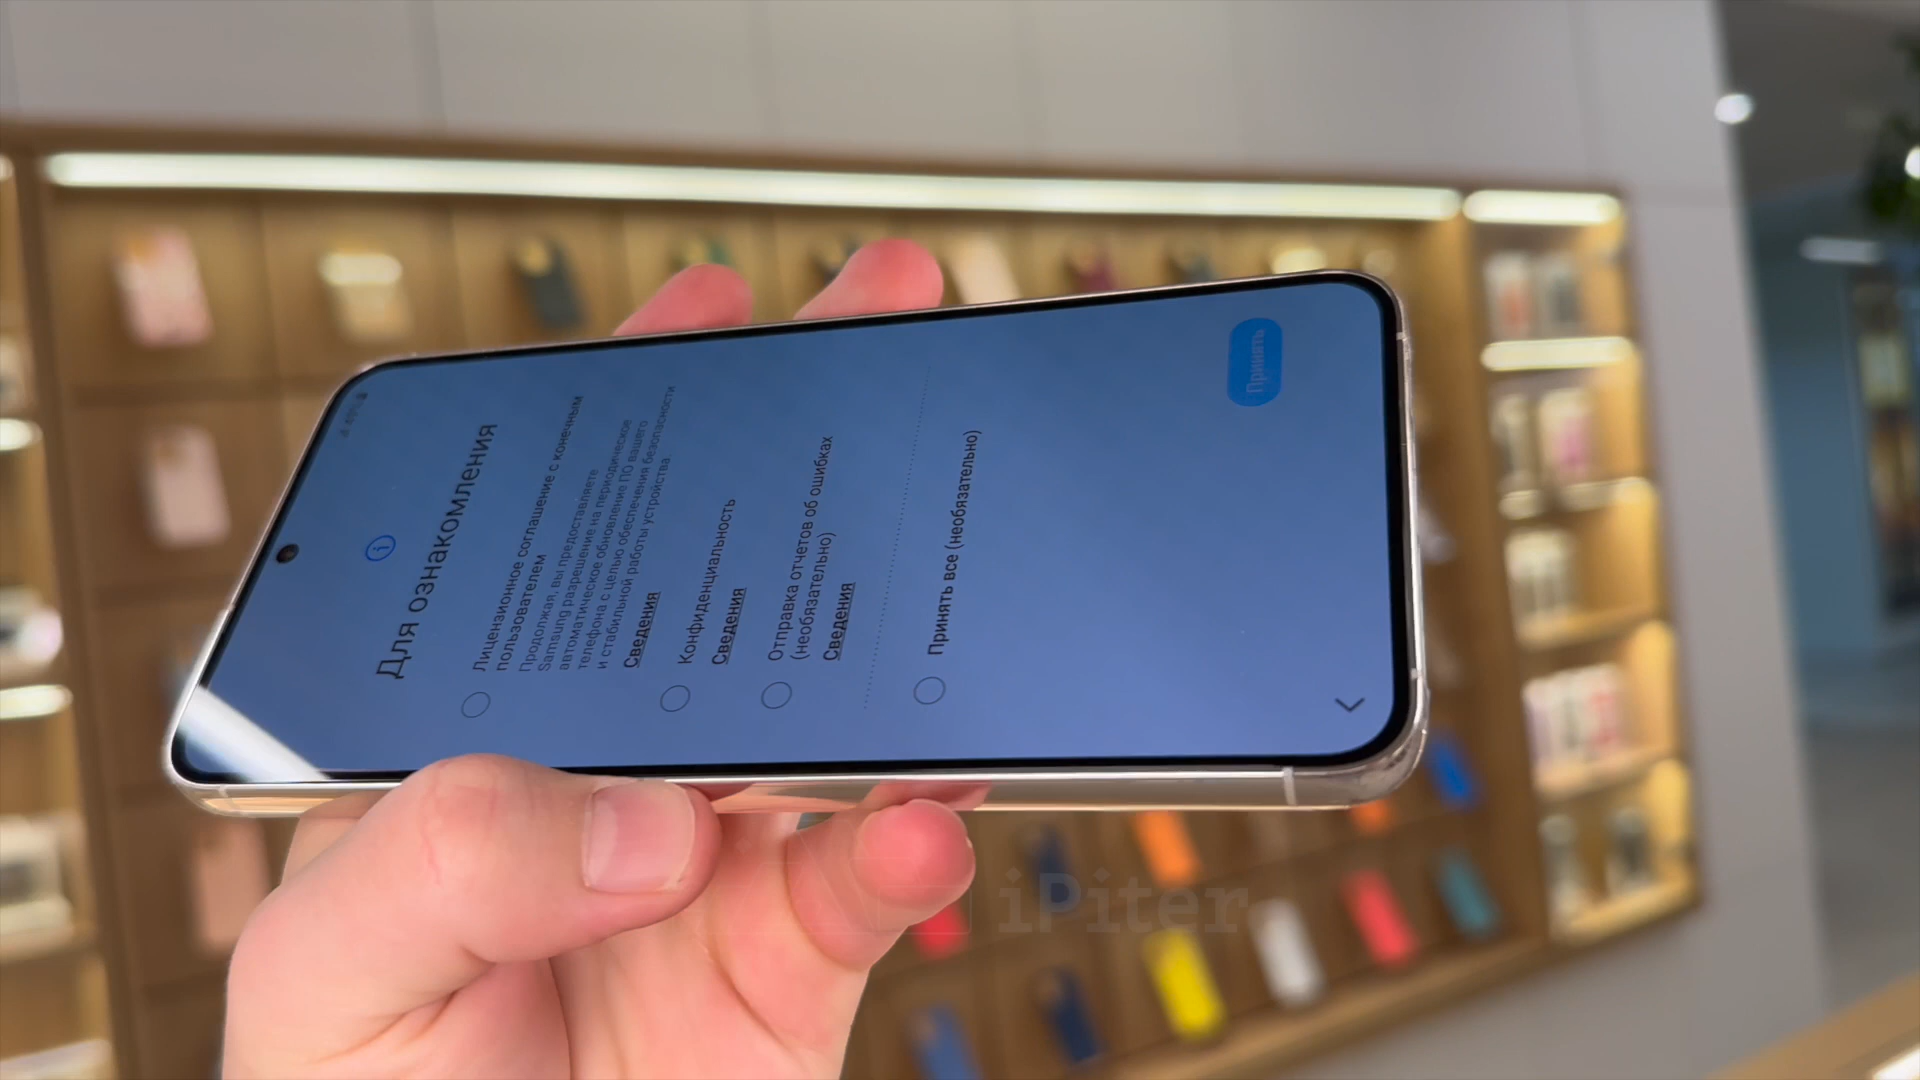 Для ознакомления
Лицензионное соглашение с конечным
пользователем
Продолжая, вы предоставляете
Samsung разрешение на периодическое
автоматическое обновление ПО вашего
телефона с целью обеспечения безопасности
и стабильной работы устройства.
Сведения
Конфиденциальность
Сведения
Отправка отчетов об ошибках
(необязательно)
Сведения
Принять все (необязательно)
Принять
iPiter